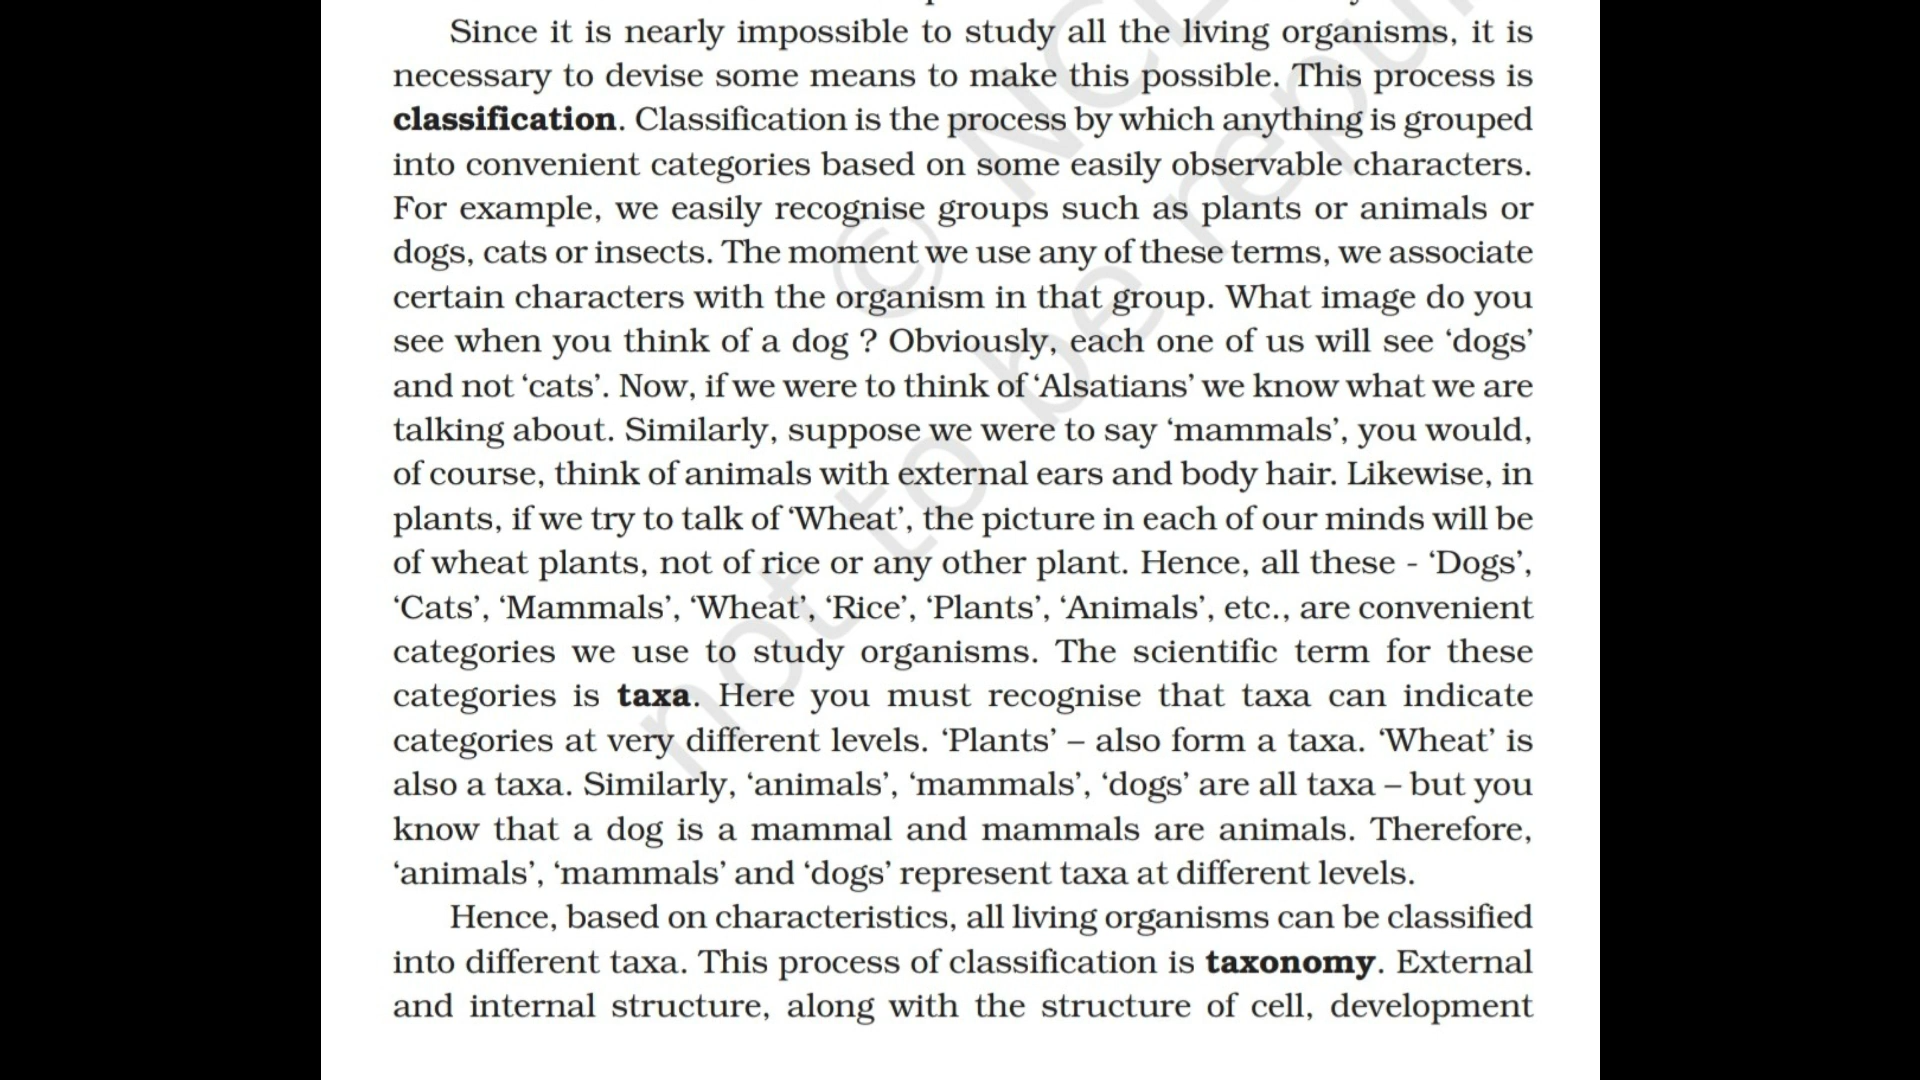 Since it is nearly impossible to study all the living organisms, it is
necessary to devise some means to make this possible. This process is
classification. Classification is the process by which anything is grouped
into convenient categories based on some easily observable characters.
For example, we easily recognise groups such as plants or animals or
dogs, cats or insects. The moment we use any of these terms, we associate
certain characters with the organism in that group. What image do you
see when you think of a dog ? Obviously, each one of us will see ‘dogs’
and not ‘cats’. Now, if we were to think of ‘Alsatians’ we know what we are
talking about. Similarly, suppose we were to say ‘mammals’, you would,
of course, think of animals with external ears and body hair. Likewise, in
plants, if we try to talk of ‘Wheat’, the picture in each of our minds will be
of wheat plants, not of rice or any other plant. Hence, all these - ‘Dogs’,
‘Cats’, ‘Mammals’, ‘Wheat’, ‘Rice’, ‘Plants’, ‘Animals’, etc., are convenient
categories we use to study organisms. The scientific term for these
categories is taxa. Here you must recognise that taxa can indicate
categories at very different levels. ‘Plants’ – also form a taxa. ‘Wheat’ is
also a taxa. Similarly, ‘animals’, ‘mammals’, ‘dogs’ are all taxa – but you
know that a dog is a mammal and mammals are animals. Therefore,
‘animals’, ‘mammals’ and ‘dogs’ represent taxa at different levels.
Hence, based on characteristics, all living organisms can be classified
into different taxa. This process of classification is taxonomy. External
and internal structure, along with the structure of cell, development
©
not to be